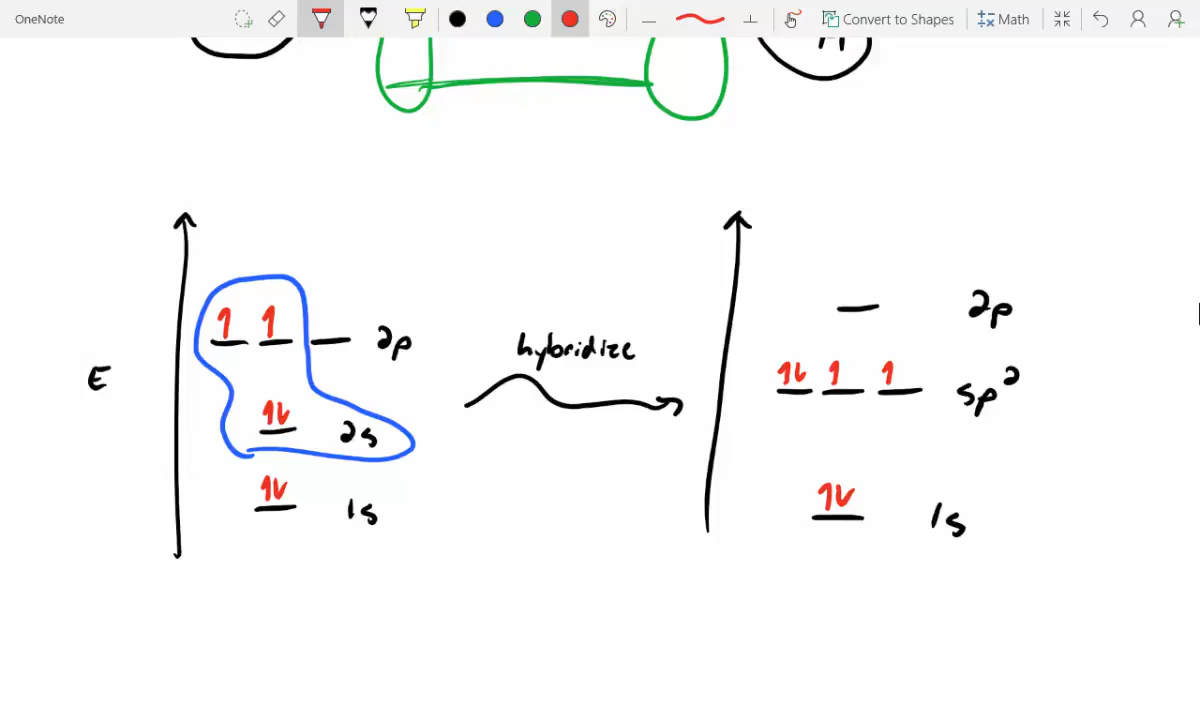 OneNote
Convert to Shapes
Math
H
E
2p
2s
1s
hybridize
2p
sp²
1s